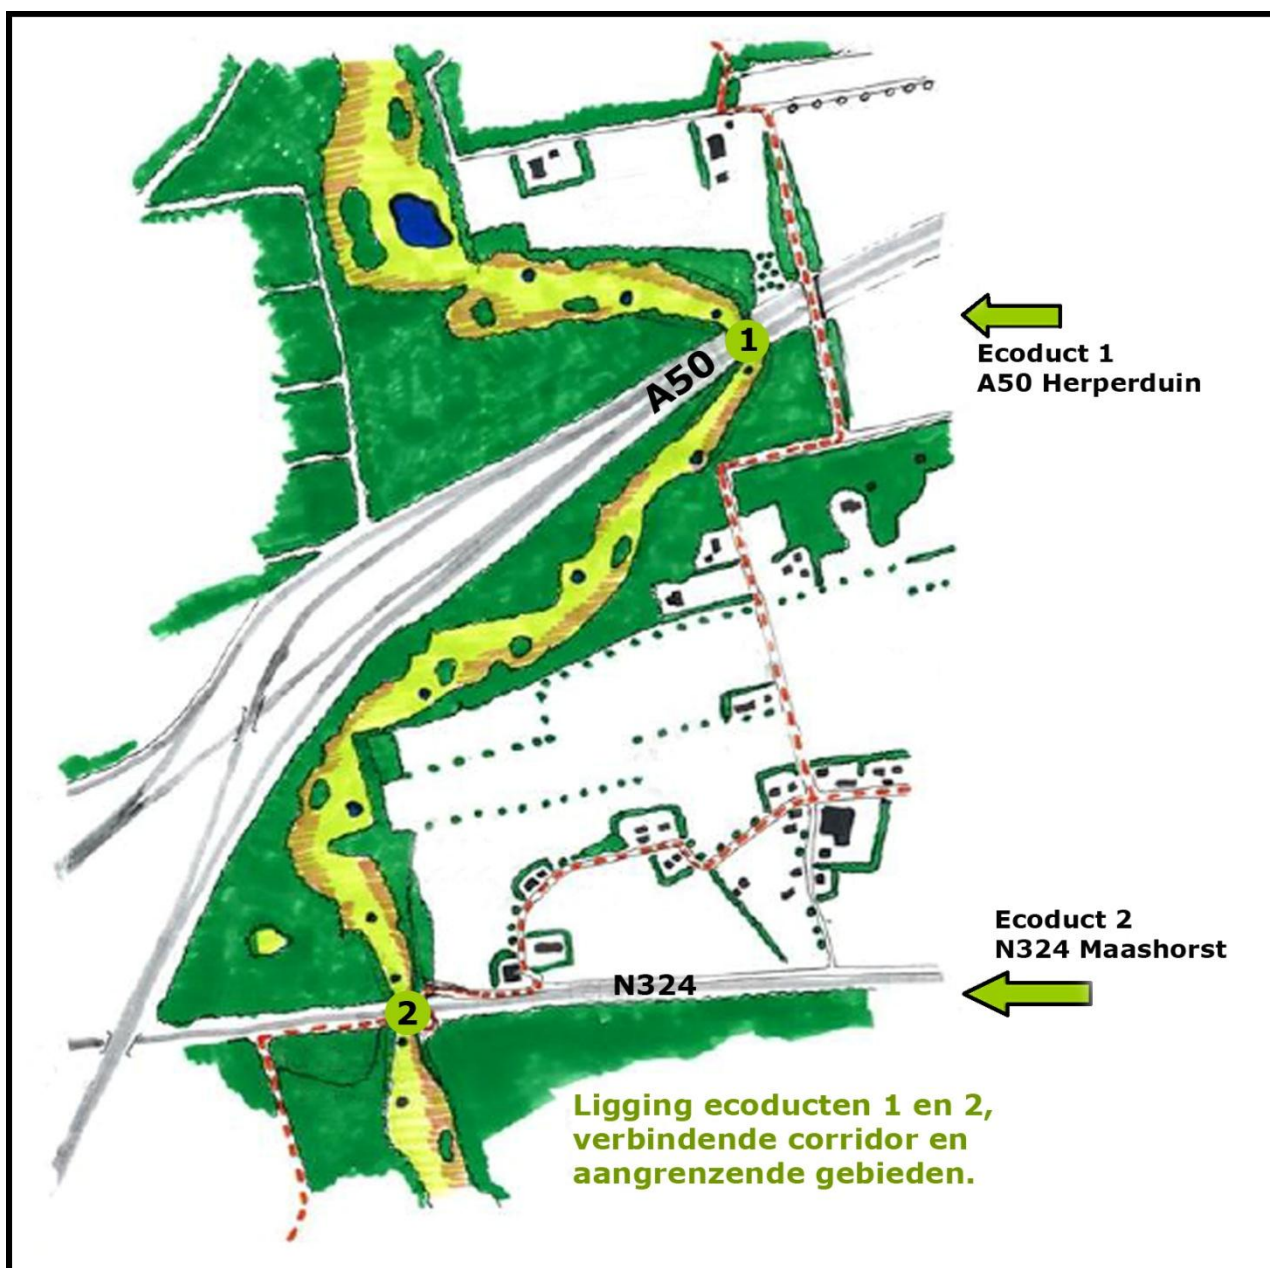 1
A50
Ecoduct 1
A50 Herperduin
Ecoduct 2
N324 Maashorst
N324
2
Ligging ecoducten 1 en 2,
verbindende corridor en
aangrenzende gebieden.